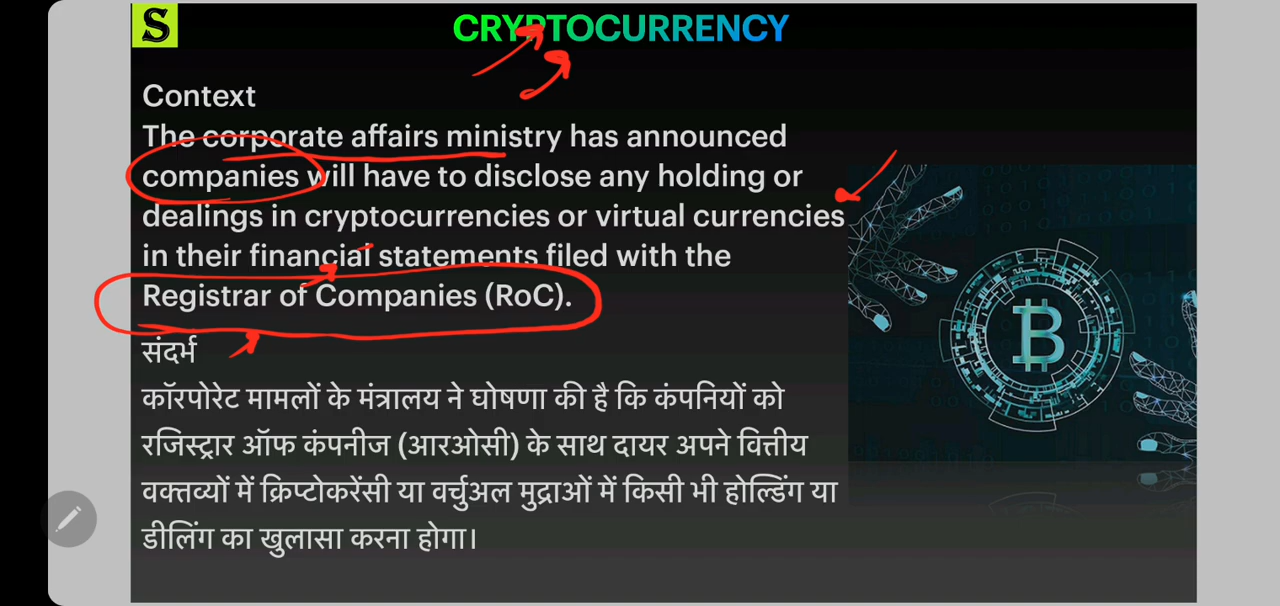 S
CRYPTOCURRENCY
Context
The corporate affairs ministry has announced
companies will have to disclose any holding or
dealings in cryptocurrencies or virtual currencies
in their financial statements filed with the
Registrar of Companies (RoC).
संदर्भ
कॉरपोरेट मामलों के मंत्रालय ने घोषणा की है कि कंपनियों को
रजिस्ट्रार ऑफ कंपनीज (आरओसी) के साथ दायर अपने वित्तीय
वक्तव्यों में क्रिप्टोकरेंसी या वर्चुअल मुद्राओं में किसी भी होल्डिंग या
डीलिंग का खुलासा करना होगा।